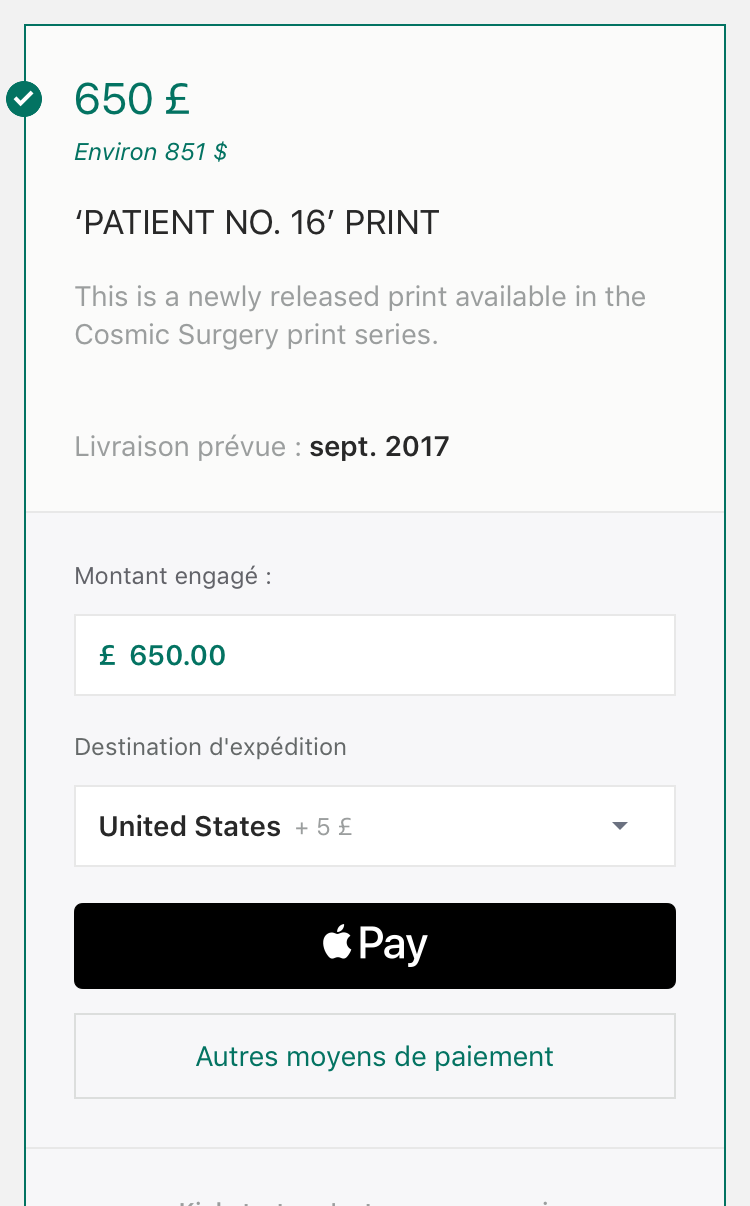 650 £
Environ 851 $
‘PATIENT NO. 16’ PRINT
This is a newly released print available in the
Cosmic Surgery print series.
Livraison prévue : sept. 2017
Montant engagé :
£ 650.00
Destination d'expédition
United States + 5 £
Pay
Autres moyens de paiement